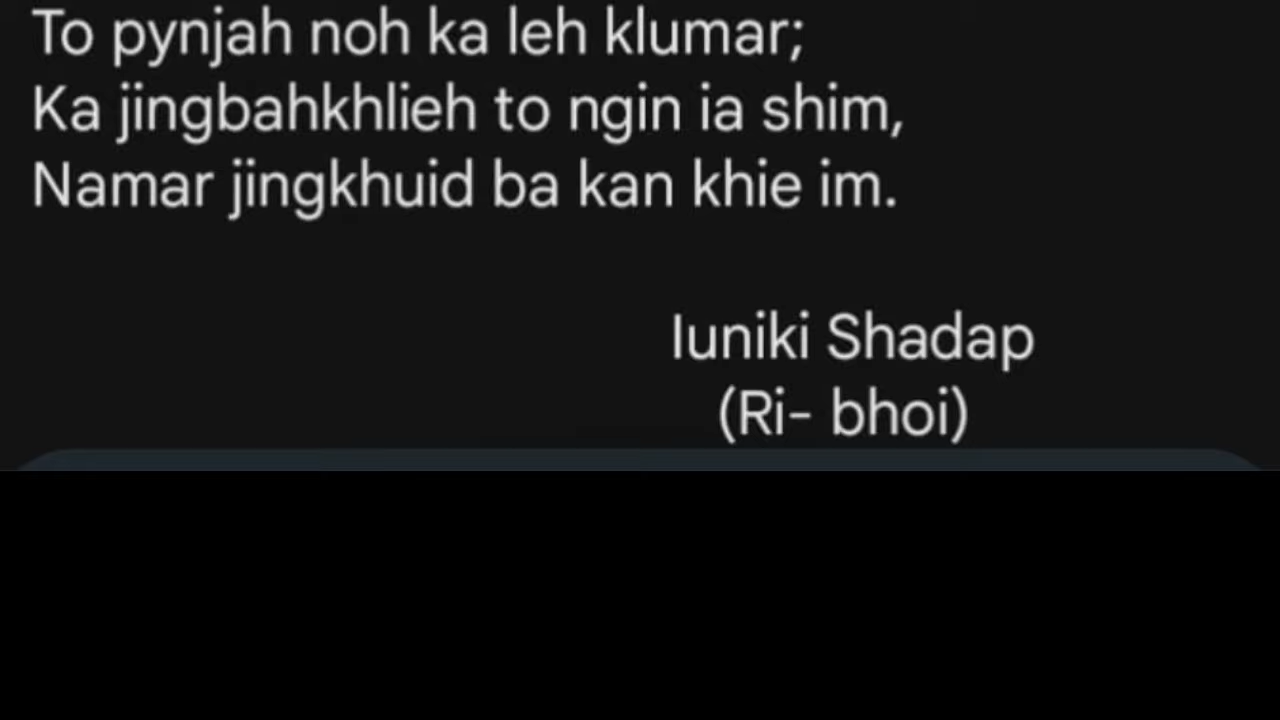 To pynjah noh ka leh klumar;
Ka jingbahkhlieh to ngin ia shim,
Namar jingkhuid ba kan khie im.
Iuniki Shadap
(Ri- bhoi)